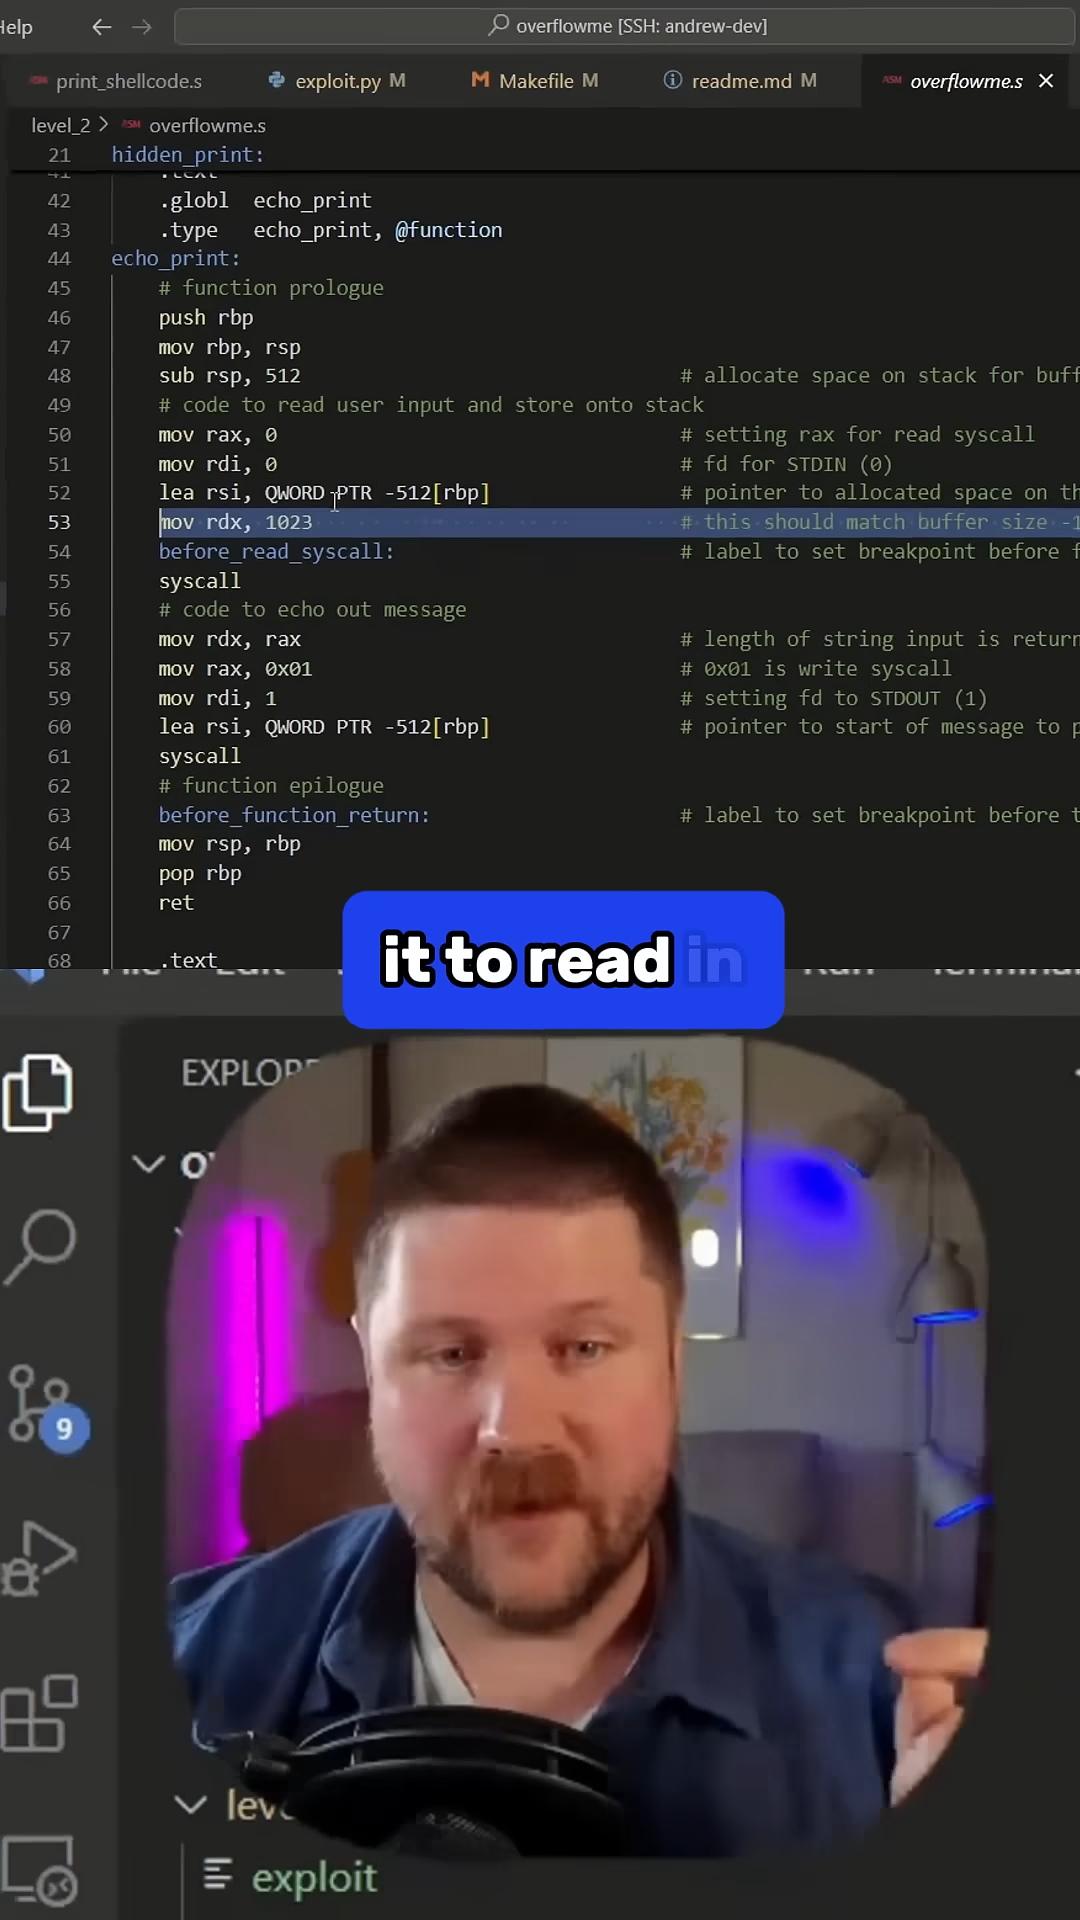 Help
overflowme [SSH: andrew-dev]
print_shellcode.s exploit.py M Makefile M readme.md M overflowme.s
level_2 > overflowme.s
21 hidden_print:
41 .text
42 .globl echo_print
43 .type echo_print, @function
44 echo_print:
45 # function prologue
46 push rbp
47 mov rbp, rsp
48 sub rsp, 512 # allocate space on stack for buff
49 # code to read user input and store onto stack
50 mov rax, 0 # setting rax for read syscall
51 mov rdi, 0 # fd for STDIN (0)
52 lea rsi, QWORD PTR -512[rbp] # pointer to allocated space on th
53 mov rdx, 1023 # this should match buffer size -1
54 before_read_syscall: # label to set breakpoint before f
55 syscall
56 # code to echo out message
57 mov rdx, rax # length of string input is return
58 mov rax, 0x01 # 0x01 is write syscall
59 mov rdi, 1 # setting fd to STDOUT (1)
60 lea rsi, QWORD PTR -512[rbp] # pointer to start of message to p
61 syscall
62 # function epilogue
63 before_function_return: # label to set breakpoint before t
64 mov rsp, rbp
65 pop rbp
66 ret
67
68 .text
it to read in
File Edit Run Terminal
EXPLORE
9
exploit